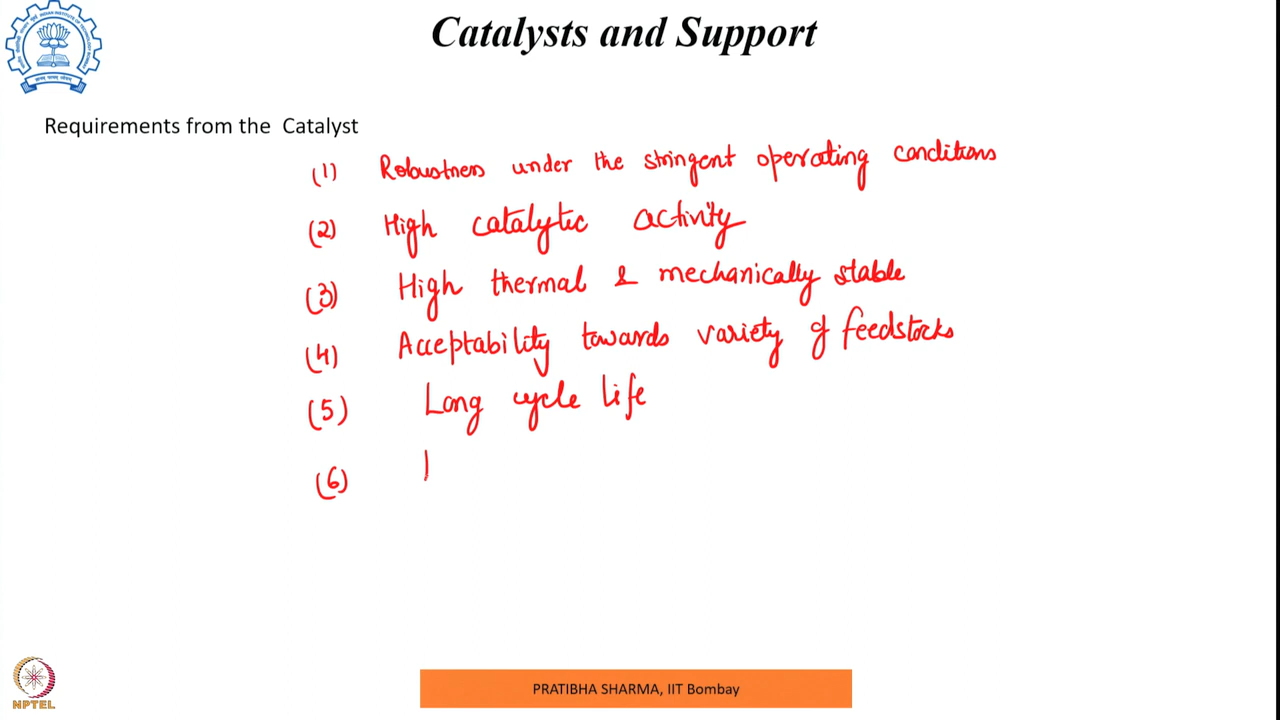 Catalysts and Support
Requirements from the Catalyst
(1) Robustness under the stringent operating conditions
(2) High catalytic activity
(3) High thermal & mechanically stable
(4) Acceptability towards variety of feedstocks
(5) Long cycle life
(6)
PRATIBHA SHARMA, IIT Bombay
NPTEL